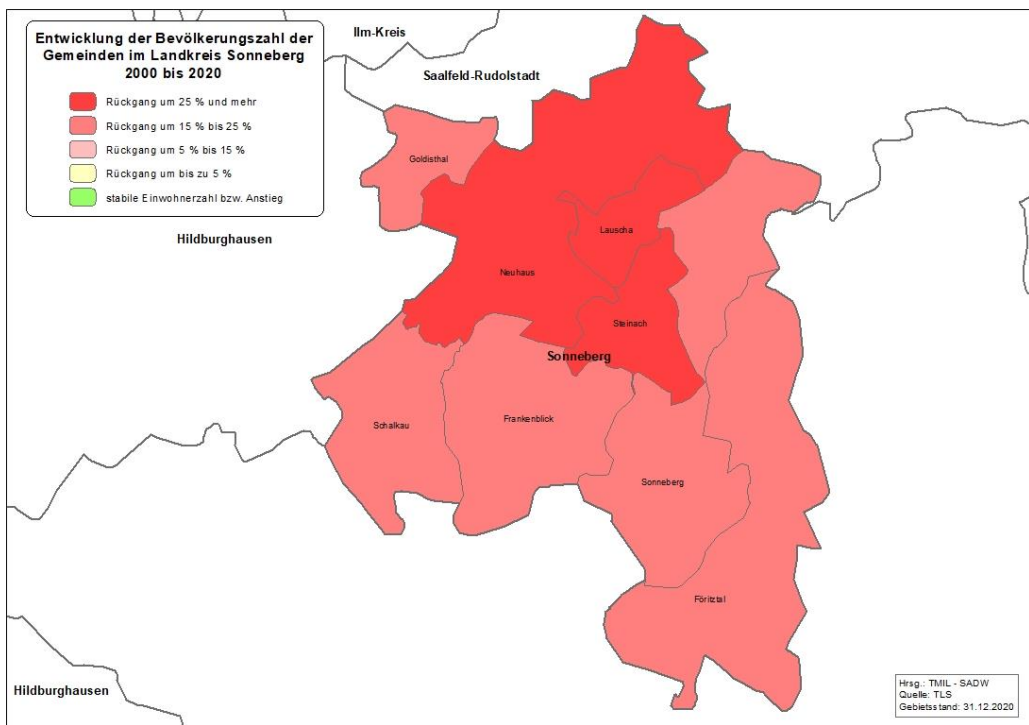 Entwicklung der Bevölkerungszahl der
Gemeinden im Landkreis Sonneberg
2000 bis 2020
Rückgang um 25 % und mehr
Rückgang um 15 % bis 25 %
Rückgang um 5 % bis 15 %
Rückgang um bis zu 5 %
stabile Einwohnerzahl bzw. Anstieg
Ilm-Kreis
Saalfeld-Rudolstadt
Goldisthal
Hildburghausen
Lauscha
Neuhaus
Steinach
Sonneberg
Schalkau
Frankenblick
Sonneberg
Föritztal
Hildburghausen
Hrsg.: TMIL - SADW
Quelle: TLS
Gebietsstand: 31.12.2020